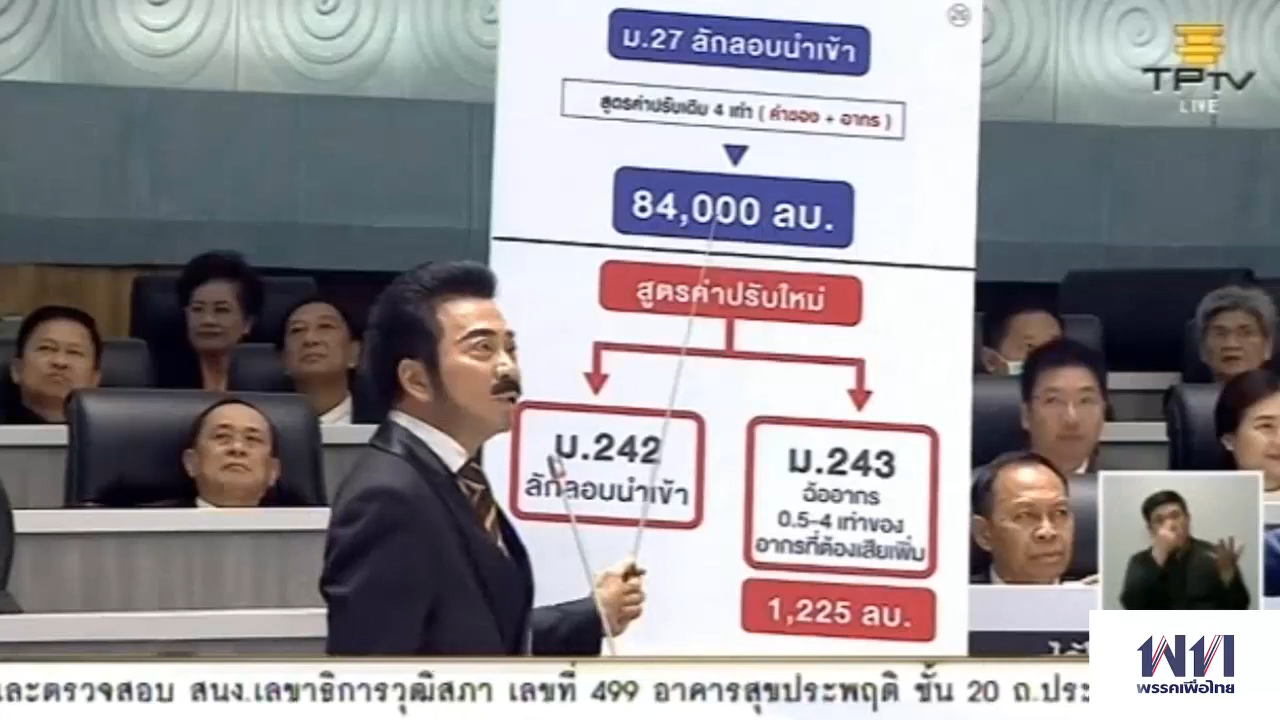 26
ม.27 ลักลอบนำเข้า
สูตรค่าปรับเดิม 4 เท่า ( ค่าของ + อากร )
84,000 ลบ.
สูตรค่าปรับใหม่
ม.242
ลักลอบนำเข้า
ม.243
ฉ้ออากร
0.5-4 เท่าของ
อากรที่ต้องเสียเพิ่ม
1,225 ลบ.
TPTV
LIVE
และตรวจสอบ สนง.เลขาธิการวุฒิสภา เลขที่ 499 อาคารสุขประพฤติ ชั้น 20 ถ.ประ
พท
พรรคเพื่อไทย